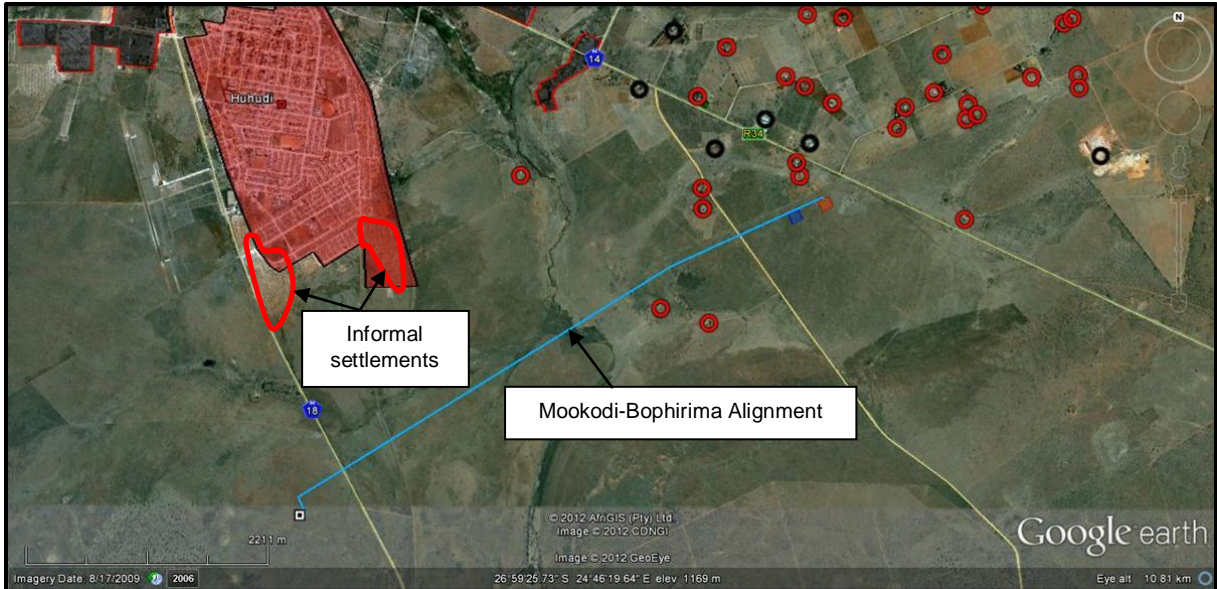 N
14
Huhudi
R34
Informal
settlements
Mookodi-Bophirima Alignment
N
18
© 2012 AfriGIS (Pty) Ltd.
Image © 2012 CDNGI
Image © 2012 GeoEye
Google earth
2211 m
Imagery Date 8/17/2009 2006 26°59'25.73" S 24°46'19.64" E elev 1169 m Eye alt 10.81 km